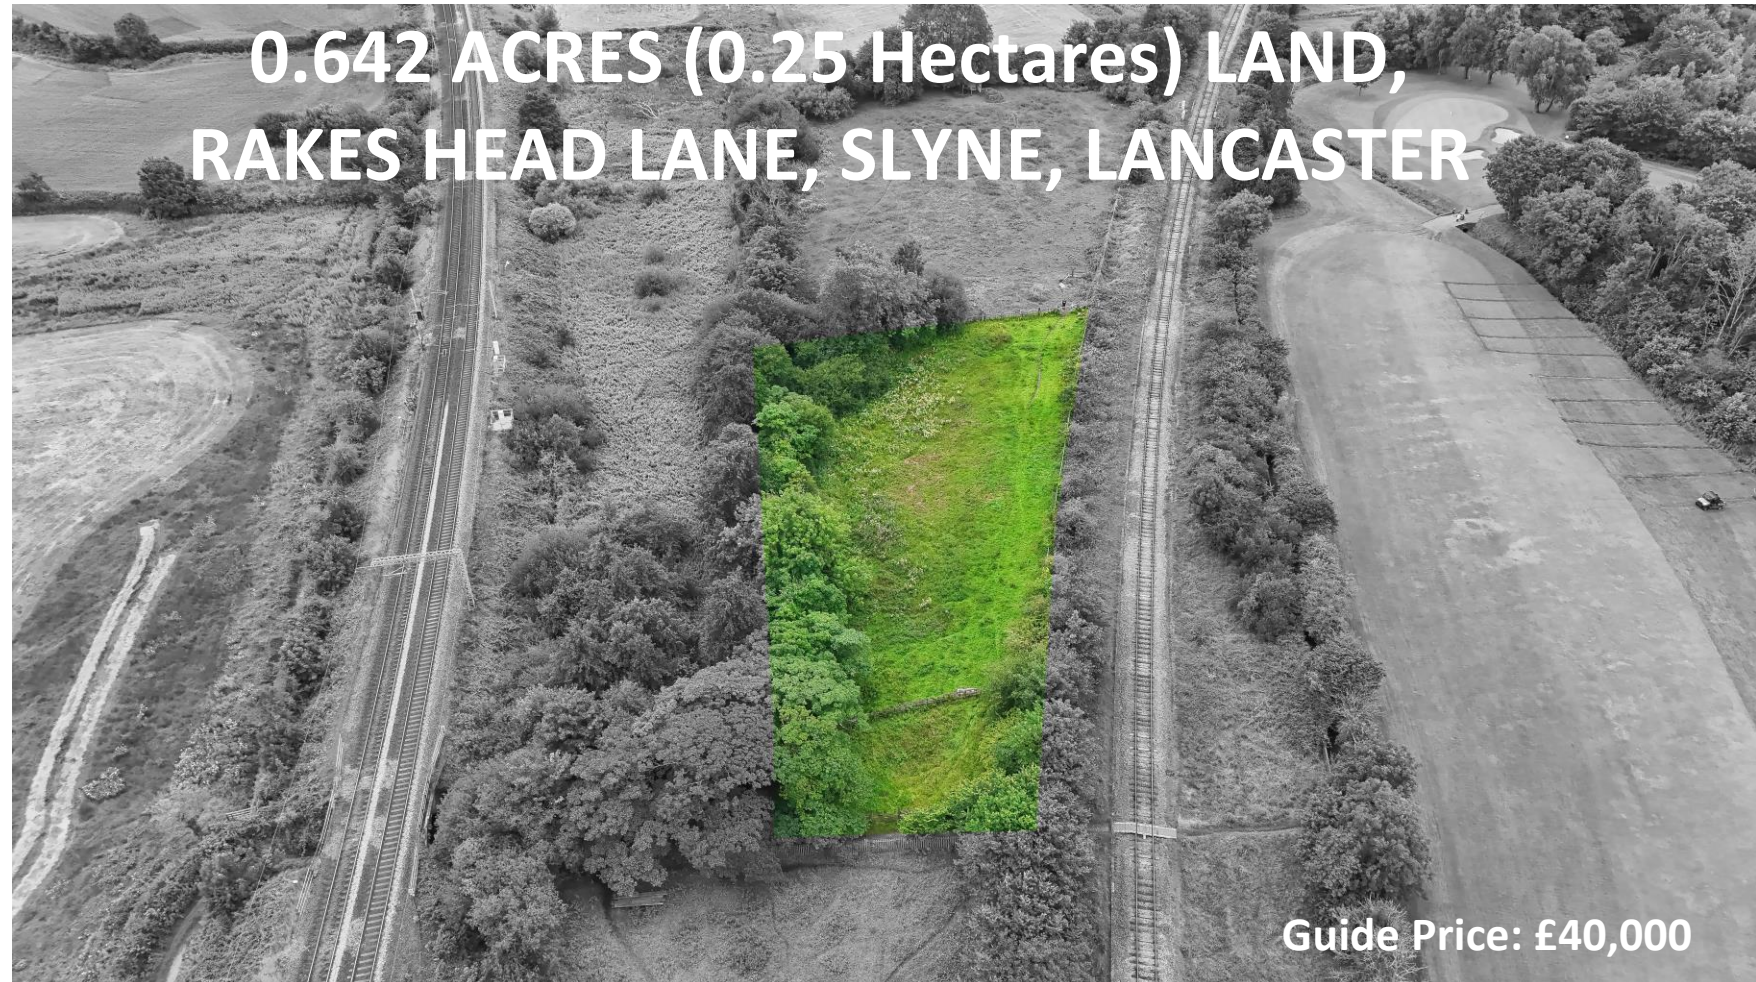 0.642 ACRES (0.25 Hectares) LAND,
RAKES HEAD LANE, SLYNE, LANCASTER
Guide Price: £40,000